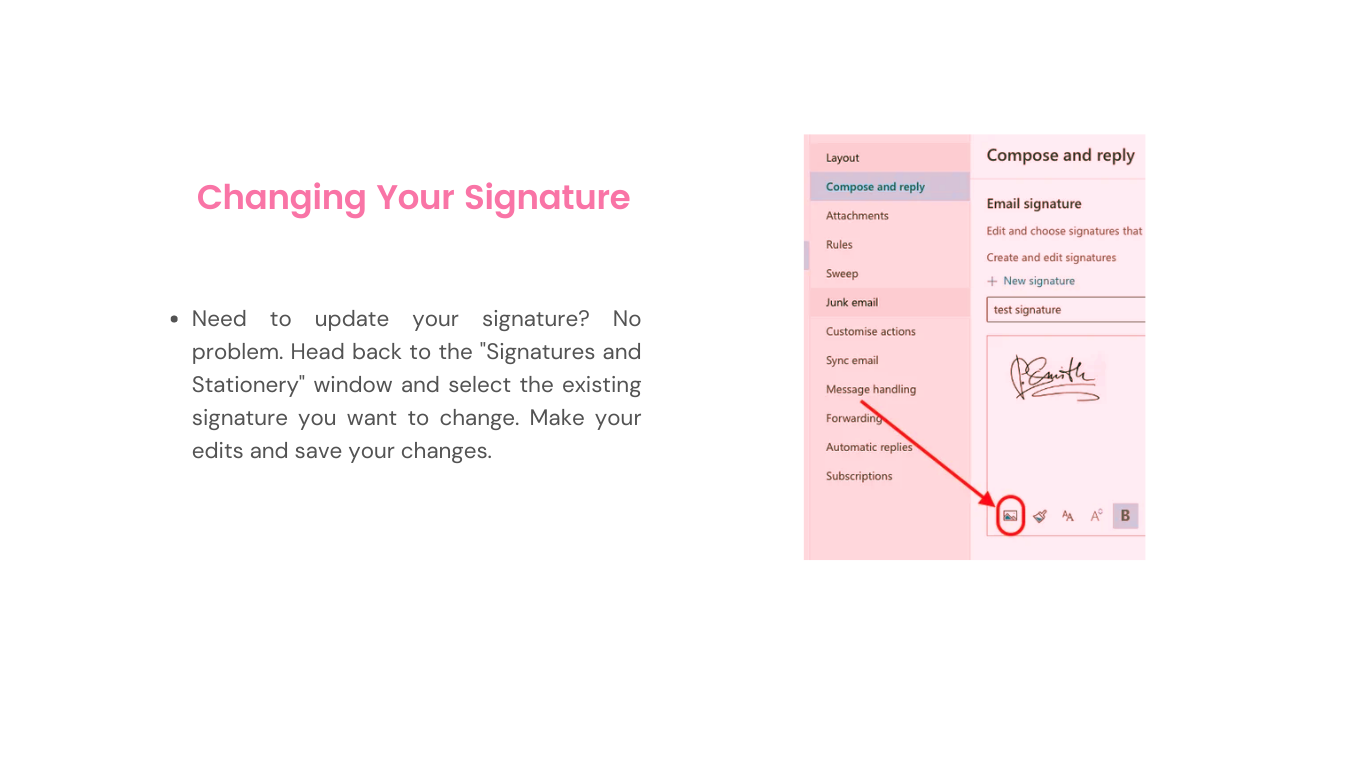 Changing Your Signature
Need to update your signature? No
problem. Head back to the "Signatures and
Stationery" window and select the existing
signature you want to change. Make your
edits and save your changes.
Layout
Compose and reply
Attachments
Rules
Sweep
Junk email
Customise actions
Sync email
Message handling
Forwarding
Automatic replies
Subscriptions
Compose and reply
Email signature
Edit and choose signatures that
Create and edit signatures
+ New signature
test signature
J. Smith
B